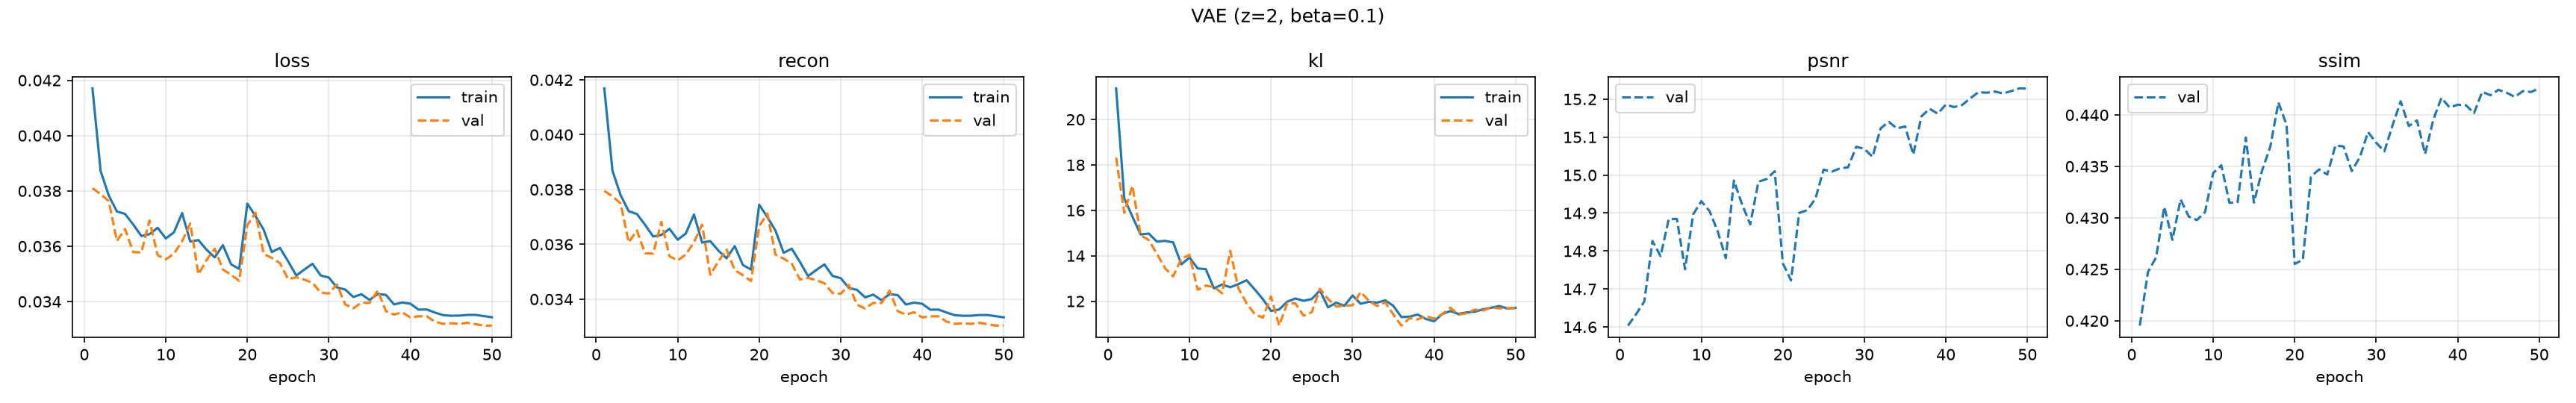 VAE (z=2, beta=0.1)
loss
0.042
0.040
0.038
0.036
0.034
0 10 20 30 40 50
epoch
train
val
recon
0.042
0.040
0.038
0.036
0.034
0 10 20 30 40 50
epoch
train
val
kl
20
18
16
14
12
0 10 20 30 40 50
epoch
train
val
psnr
15.2
15.1
15.0
14.9
14.8
14.7
14.6
0 10 20 30 40 50
epoch
val
ssim
0.440
0.435
0.430
0.425
0.420
0 10 20 30 40 50
epoch
val